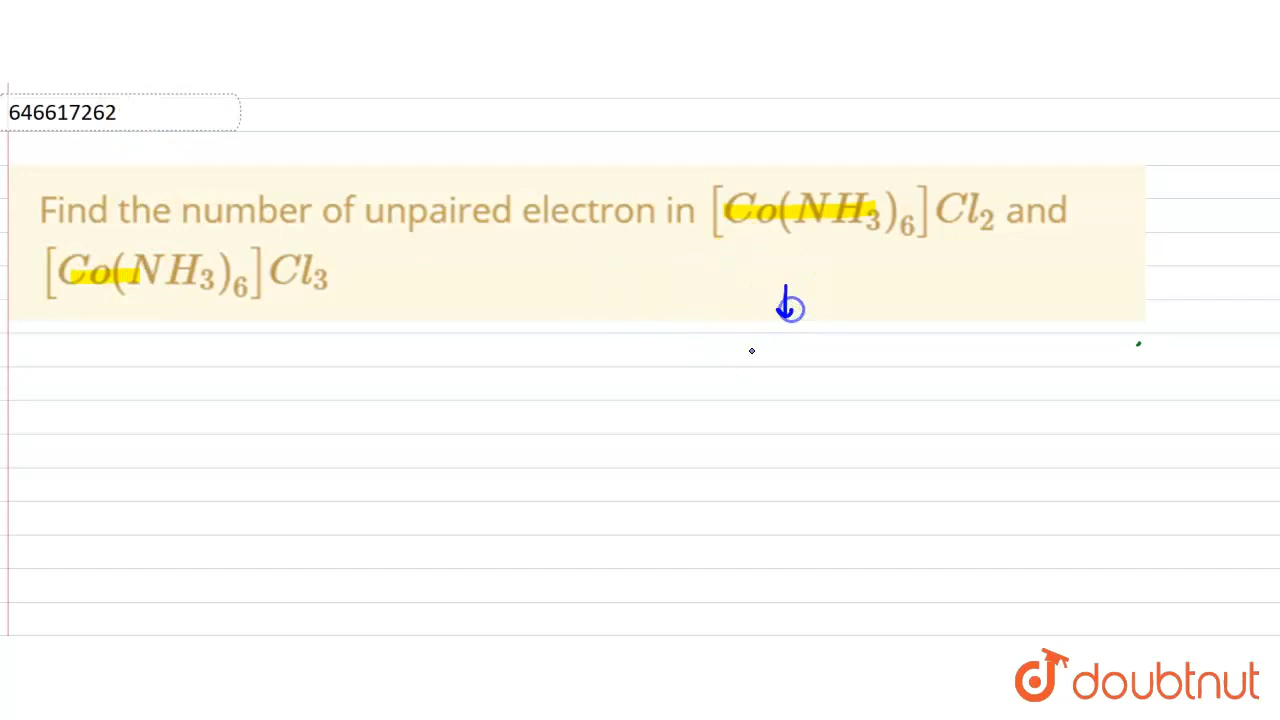 646617262
Find the number of unpaired electron in [Co(NH₃)₆]Cl₂ and
[Co(NH₃)₆]Cl₃
doubtnut